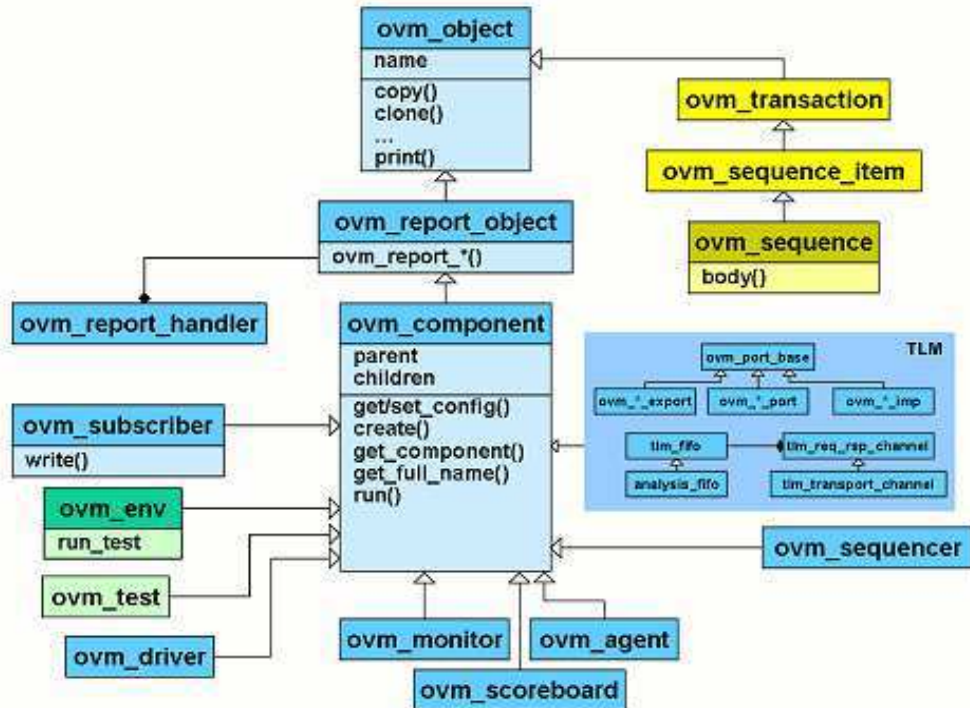 ovm_object
name
copy()
clone()
...
print()
ovm_transaction
ovm_sequence_item
ovm_sequence
body()
ovm_report_object
ovm_report_*()
ovm_report_handler
ovm_component
parent
children
get/set_config()
create()
get_component()
get_full_name()
run()
TLM
ovm_port_base
ovm_*_export
ovm_*_port
ovm_*_imp
tlm_fifo
tlm_req_rsp_channel
analysis_fifo
tlm_transport_channel
ovm_subscriber
write()
ovm_env
run_test
ovm_test
ovm_driver
ovm_sequencer
ovm_monitor
ovm_agent
ovm_scoreboard